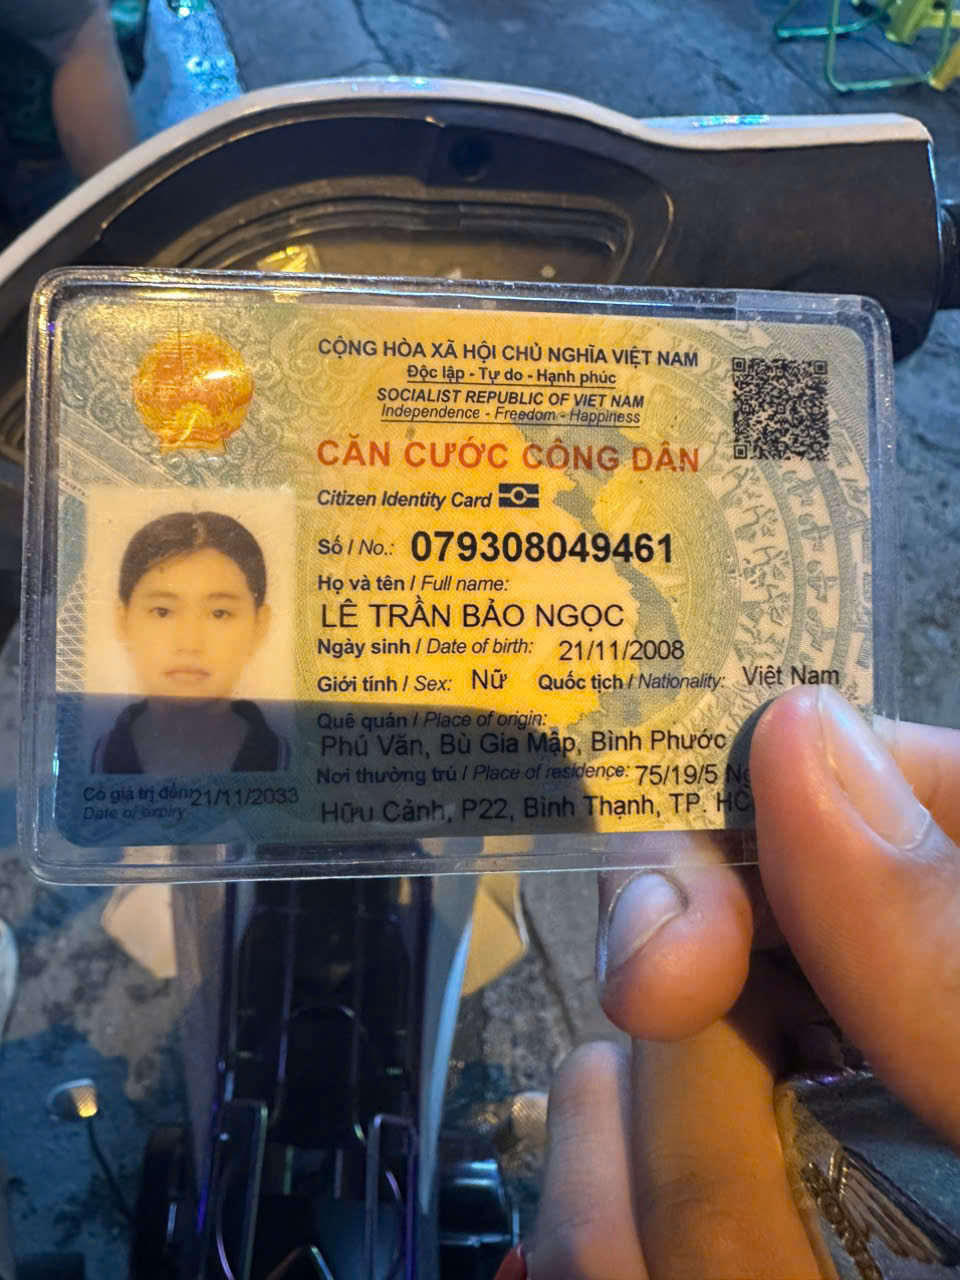 CỘNG HÒA XÃ HỘI CHỦ NGHĨA VIỆT NAM
Độc lập - Tự do - Hạnh phúc
SOCIALIST REPUBLIC OF VIET NAM
Independence - Freedom - Happiness
CĂN CƯỚC CÔNG DÂN
Citizen Identity Card
Số / No.: 079308049461
Họ và tên / Full name:
LÊ TRẦN BẢO NGỌC
Ngày sinh / Date of birth: 21/11/2008
Giới tính / Sex: Nữ Quốc tịch / Nationality: Việt Nam
Quê quán / Place of origin:
Phú Văn, Bù Gia Mập, Bình Phước
Nơi thường trú / Place of residence: 75/19/5
Hữu Cảnh, P22, Bình Thạnh, TP. HC
Có giá trị đến: 21/11/2033
Date of expiry